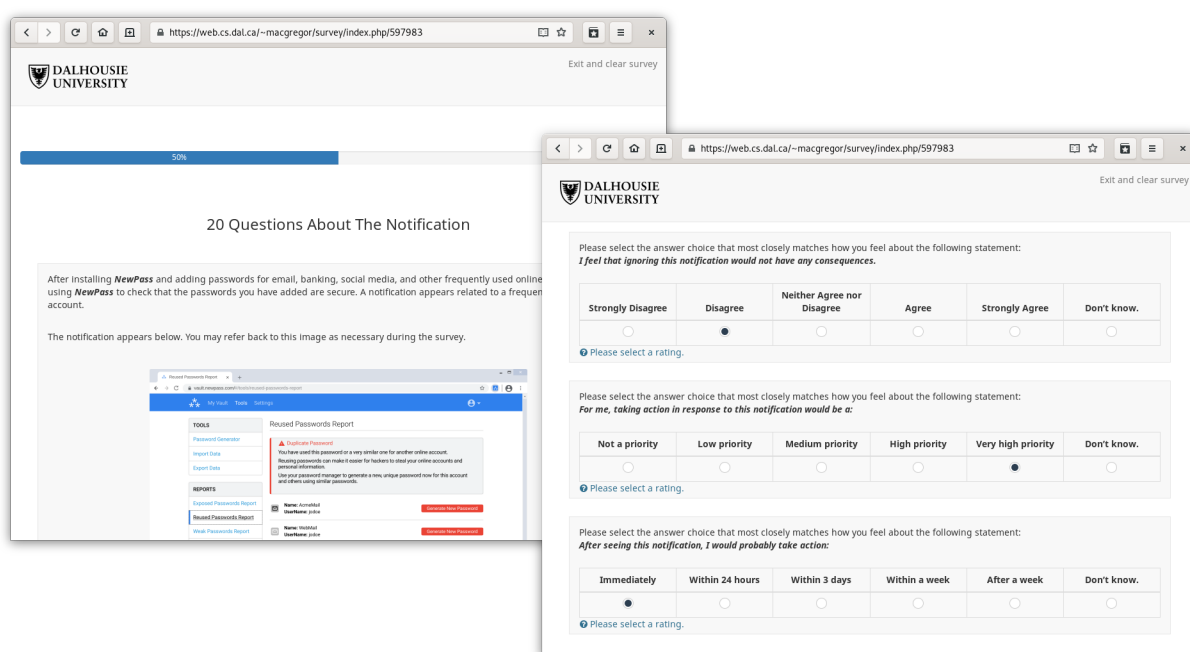 https://web.cs.dal.ca/~macgregor/survey/index.php/597983
DALHOUSIE
UNIVERSITY
Exit and clear survey
50%
20 Questions About The Notification
After installing NewPass and adding passwords for email, banking, social media, and other frequently used online
using NewPass to check that the passwords you have added are secure. A notification appears related to a frequen
account.
The notification appears below. You may refer back to this image as necessary during the survey.
Reused Passwords Report
My Vault Tools Settings
TOOLS
Password Generator
Import Data
Export Data
REPORTS
Exposed Passwords Report
Reused Passwords Report
Weak Passwords Report
Reused Passwords Report
Duplicate Password
You have used this password or a very similar one for another online account.
Reusing passwords can make it easier for hackers to steal your online accounts and
personal information.
Use your password manager to generate a new, unique password now for this account
and others using similar passwords.
Name: AcmeMail
UserName: jodoe
Generate New Password
Name: WebMail
UserName: jodoe
Generate New Password
https://web.cs.dal.ca/~macgregor/survey/index.php/597983
DALHOUSIE
UNIVERSITY
Exit and clear survey
Please select the answer choice that most closely matches how you feel about the following statement:
I feel that ignoring this notification would not have any consequences.
Strongly Disagree Disagree Neither Agree nor Disagree Agree Strongly Agree Don't know.
Please select a rating.
Please select the answer choice that most closely matches how you feel about the following statement:
For me, taking action in response to this notification would be a:
Not a priority Low priority Medium priority High priority Very high priority Don't know.
Please select a rating.
Please select the answer choice that most closely matches how you feel about the following statement:
After seeing this notification, I would probably take action:
Immediately Within 24 hours Within 3 days Within a week After a week Don't know.
Please select a rating.